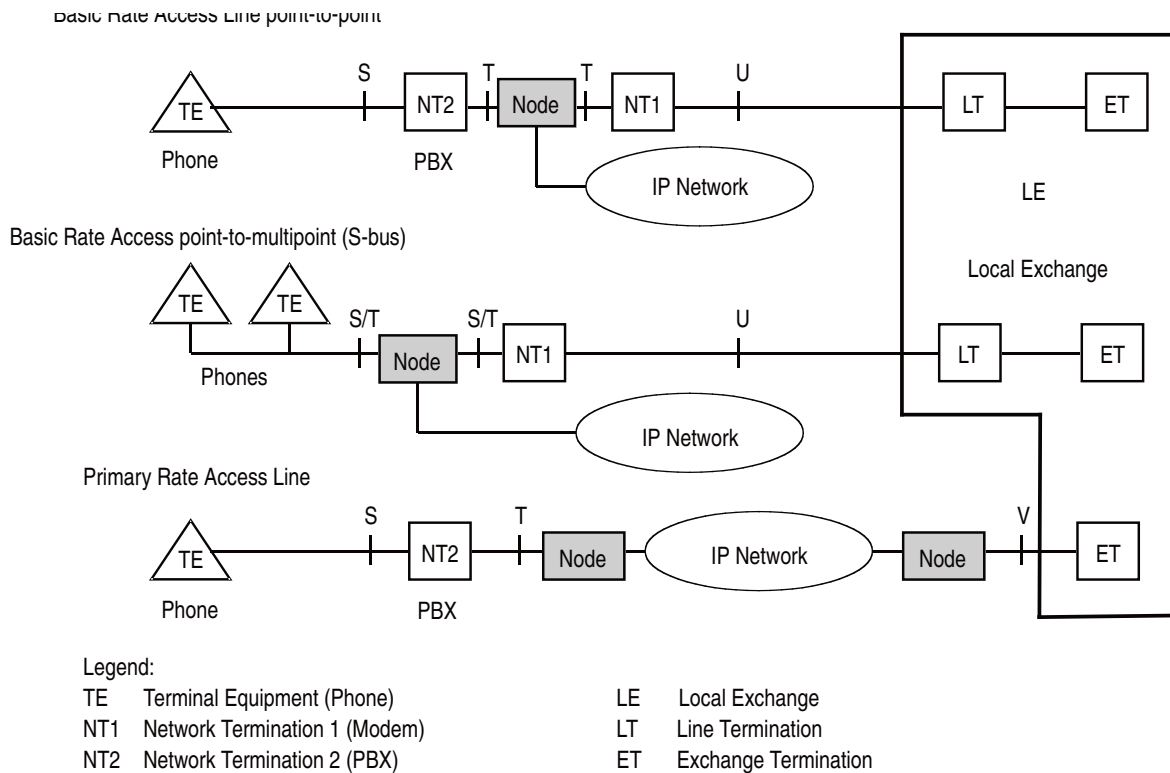 Basic Rate Access Line point-to-point
S T T U
TE NT2 Node NT1 LT ET
Phone PBX
IP Network
LE
Basic Rate Access point-to-multipoint (S-bus)
Local Exchange
TE TE
S/T S/T U
Node NT1 LT ET
Phones
IP Network
Primary Rate Access Line
S T V
TE NT2 Node IP Network Node ET
Phone PBX
Legend:
TE Terminal Equipment (Phone) LE Local Exchange
NT1 Network Termination 1 (Modem) LT Line Termination
NT2 Network Termination 2 (PBX) ET Exchange Termination